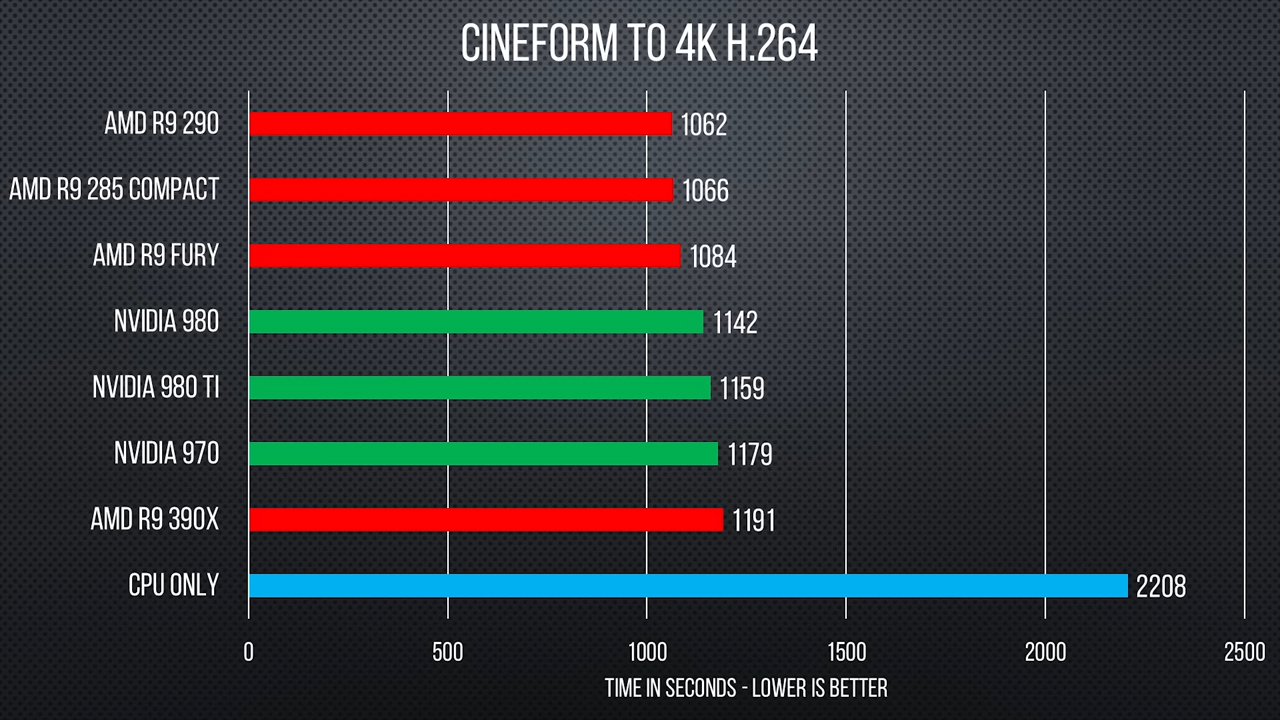 CINEFORM TO 4K H.264
AMD R9 290 1062
AMD R9 285 COMPACT 1066
AMD R9 FURY 1084
NVIDIA 980 1142
NVIDIA 980 TI 1159
NVIDIA 970 1179
AMD R9 390X 1191
CPU ONLY 2208
0 500 1000 1500 2000 2500
TIME IN SECONDS - LOWER IS BETTER